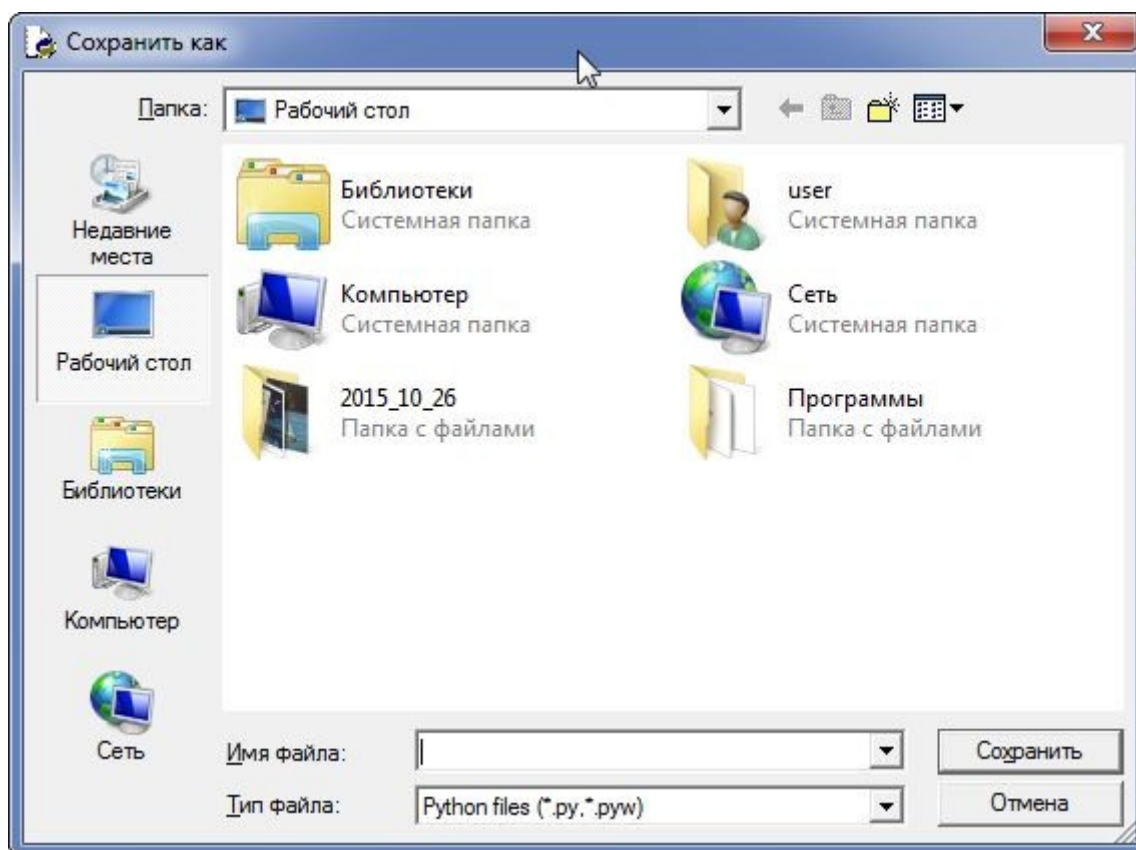 Сохранить как
Папка:
Рабочий стол
Недавние
места
Рабочий стол
Библиотеки
Компьютер
Сеть
Библиотеки
Системная папка
user
Системная папка
Компьютер
Системная папка
Сеть
Системная папка
2015_10_26
Папка с файлами
Программы
Папка с файлами
Имя файла:
Сохранить
Тип файла:
Python files (*.py,*.pyw)
Отмена